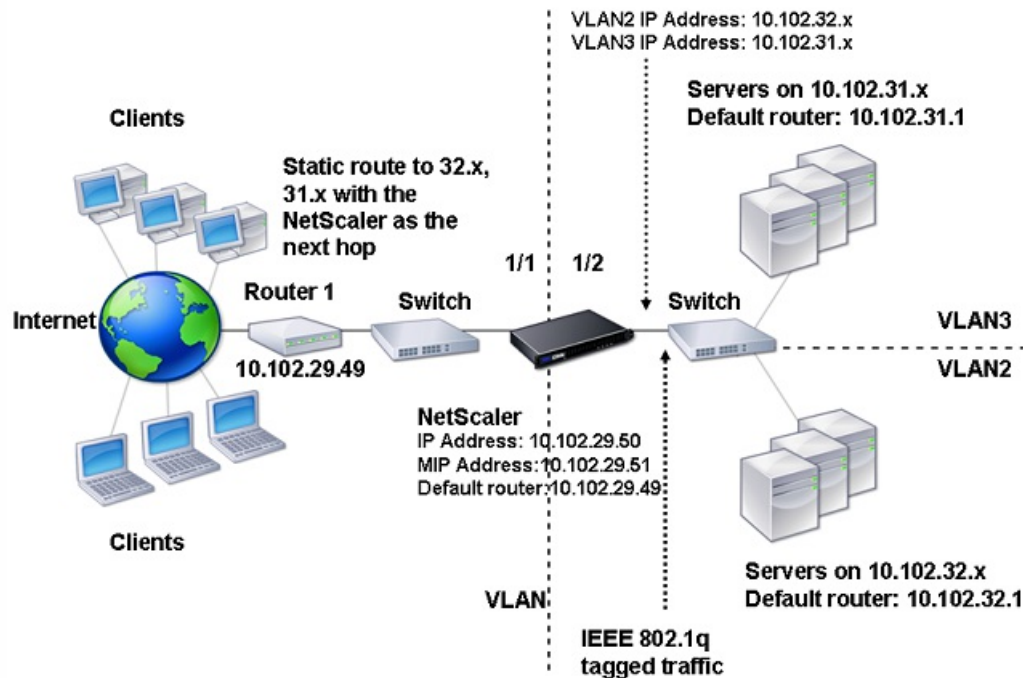 VLAN2 IP Address: 10.102.32.x
VLAN3 IP Address: 10.102.31.x
Servers on 10.102.31.x
Default router: 10.102.31.1
Clients
Static route to 32.x,
31.x with the
NetScaler as the
next hop
1/1
1/2
Internet
Router 1
Switch
Switch
10.102.29.49
VLAN3
VLAN2
NetScaler
IP Address: 10.102.29.50
MIP Address:10.102.29.51
Default router:10.102.29.49
Clients
Servers on 10.102.32.x
Default router: 10.102.32.1
VLAN
IEEE 802.1q
tagged traffic